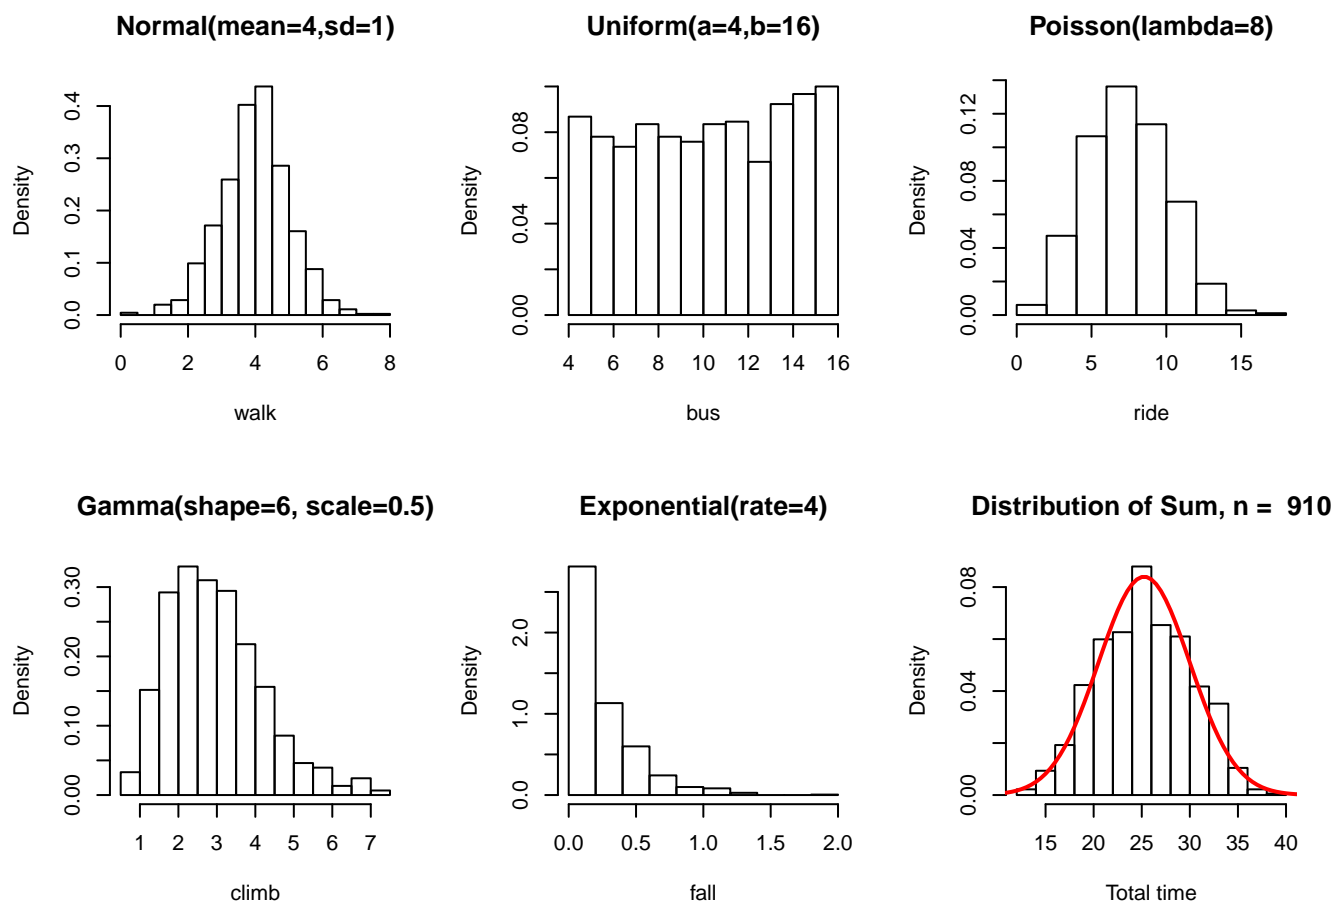 Normal(mean=4,sd=1)
Density
0.0 0.1 0.2 0.3 0.4
0 2 4 6 8
walk
Uniform(a=4,b=16)
Density
0.00 0.04 0.08
4 6 8 10 12 14 16
bus
Poisson(lambda=8)
Density
0.00 0.04 0.08 0.12
0 5 10 15
ride
Gamma(shape=6, scale=0.5)
Density
0.00 0.10 0.20 0.30
1 2 3 4 5 6 7
climb
Exponential(rate=4)
Density
0.0 1.0 2.0
0.0 0.5 1.0 1.5 2.0
fall
Distribution of Sum, n =  910
Density
0.00 0.04 0.08
15 20 25 30 35 40
Total time